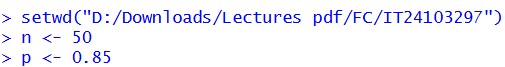 > setwd("D:/Downloads/Lectures pdf/FC/IT24103297")
> n <- 50
> p <- 0.85